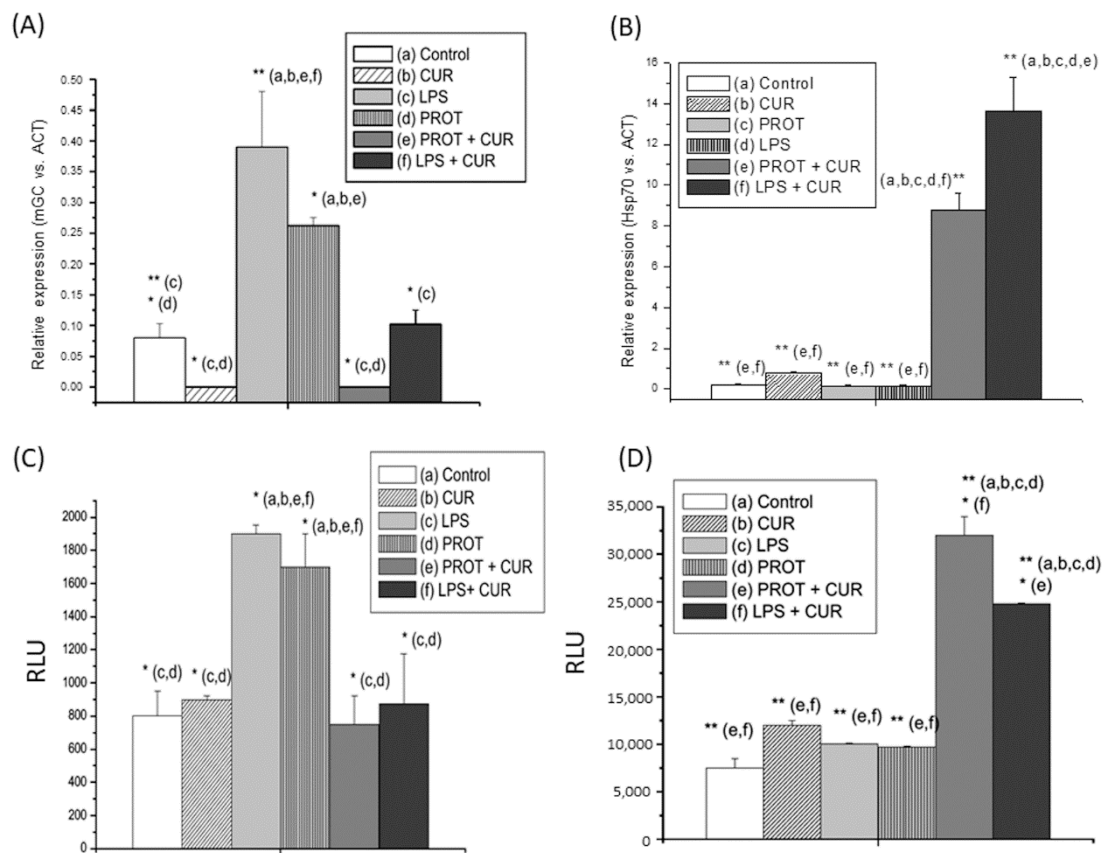 (A)
(a) Control
(b) CUR
(c) LPS
(d) PROT
(e) PROT + CUR
(f) LPS + CUR
Relative expression (mGC vs. ACT)
0.50
0.45
0.40
0.35
0.30
0.25
0.20
0.15
0.10
0.05
0.00
** (c)
* (d)
* (c,d)
** (a,b,e,f)
* (a,b,e)
* (c,d)
* (c)
(B)
(a) Control
(b) CUR
(c) PROT
(d) LPS
(e) PROT + CUR
(f) LPS + CUR
Relative expression (Hsp70 vs. ACT)
16
14
12
10
8
6
4
2
0
** (e,f)
** (e,f)
** (e,f)
** (e,f)
(a,b,c,d,f)**
** (a,b,c,d,e)
(C)
(a) Control
(b) CUR
(c) LPS
(d) PROT
(e) PROT + CUR
(f) LPS+ CUR
RLU
2000
1800
1600
1400
1200
1000
800
600
400
200
0
* (c,d)
* (c,d)
* (a,b,e,f)
* (a,b,e,f)
* (c,d)
* (c,d)
(D)
(a) Control
(b) CUR
(c) LPS
(d) PROT
(e) PROT + CUR
(f) LPS + CUR
RLU
35,000
30,000
25,000
20,000
15,000
10,000
5,000
0
** (e,f)
** (e,f)
** (e,f)
** (e,f)
** (a,b,c,d)
* (f)
** (a,b,c,d)
* (e)